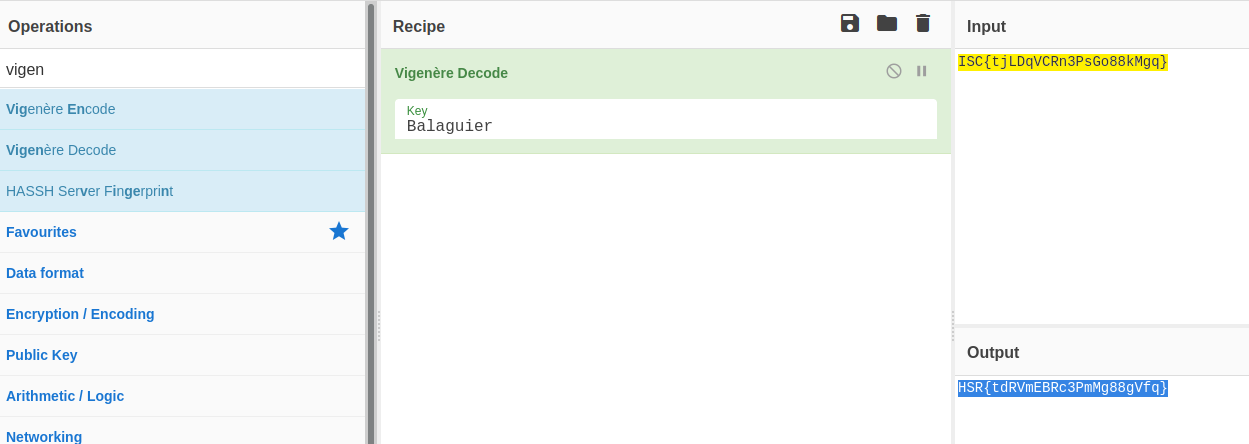 Operations
vigen
Vigenère Encode
Vigenère Decode
HASSH Server Fingerprint
Favourites
Data format
Encryption / Encoding
Public Key
Arithmetic / Logic
Networking
Recipe
Vigenère Decode
Key
Balaguier
Input
ISC{tjLDqVCRn3PsGo88kMgq}
Output
HSR{tdRVmEBRc3PmMg88gVfq}